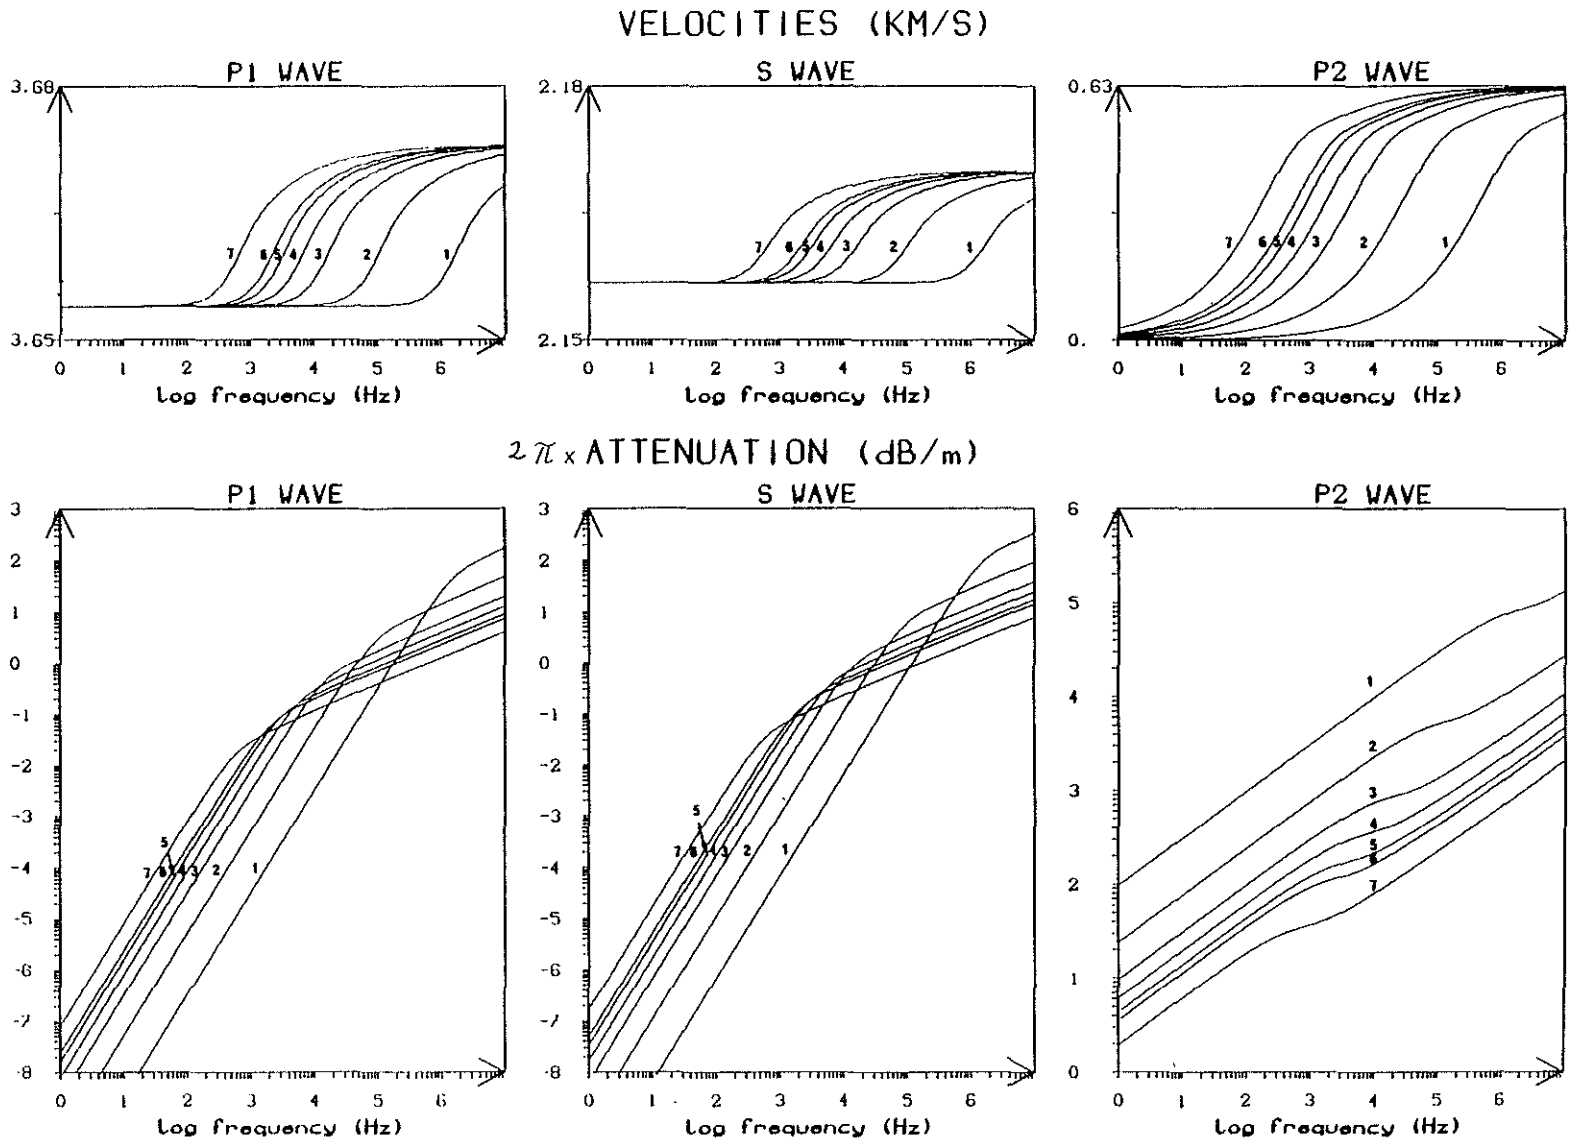 VELOCITIES (KM/S)
P1 WAVE
3.68
7 6 5 4 3 2 1
3.65
0 1 2 3 4 5 6
log frequency (Hz)
S WAVE
2.18
7 6 5 4 3 2 1
2.15
0 1 2 3 4 5 6
log frequency (Hz)
P2 WAVE
0.63
7 6 5 4 3 2 1
0.
0 1 2 3 4 5 6
log frequency (Hz)
2π x ATTENUATION (dB/m)
P1 WAVE
3
2
1
0
-1
-2
-3
-4
-5
-6
-7
-8
5
7 6 4 3 2 1
0 1 2 3 4 5 6
log frequency (Hz)
S WAVE
3
2
1
0
-1
-2
-3
-4
-5
-6
-7
-8
5
7 6 4 3 2 1
0 1 2 3 4 5 6
log frequency (Hz)
P2 WAVE
6
5
4
3
2
1
0
1
2
3
4
5
6
7
0 1 2 3 4 5 6
log frequency (Hz)